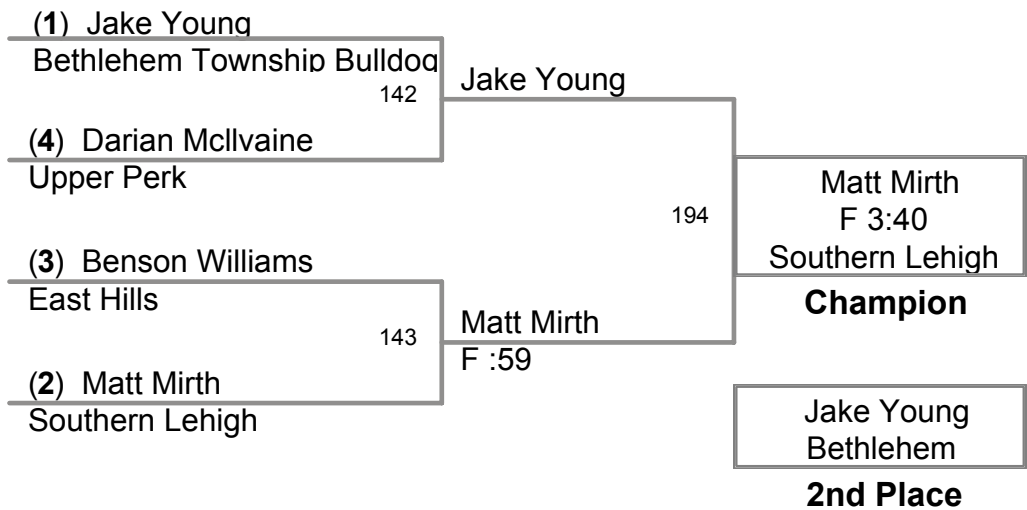 (1) Jake Young
Bethlehem Township Bulldog
142
Jake Young
(4) Darian McIlvaine
Upper Perk
194
Matt Mirth
F 3:40
Southern Lehigh
Champion
(3) Benson Williams
East Hills
143
Matt Mirth
F :59
(2) Matt Mirth
Southern Lehigh
Jake Young
Bethlehem
2nd Place